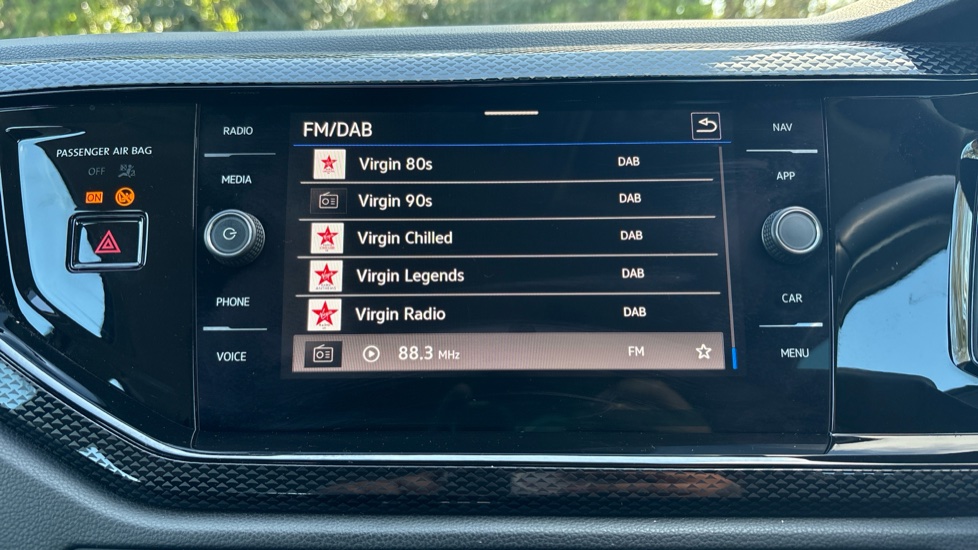 PASSENGER AIR BAG
OFF
ON
RADIO
MEDIA
PHONE
VOICE
FM/DAB
Virgin 80s DAB
Virgin 90s DAB
Virgin Chilled DAB
Virgin Legends DAB
Virgin Radio DAB
88.3 MHz FM
NAV
APP
CAR
MENU